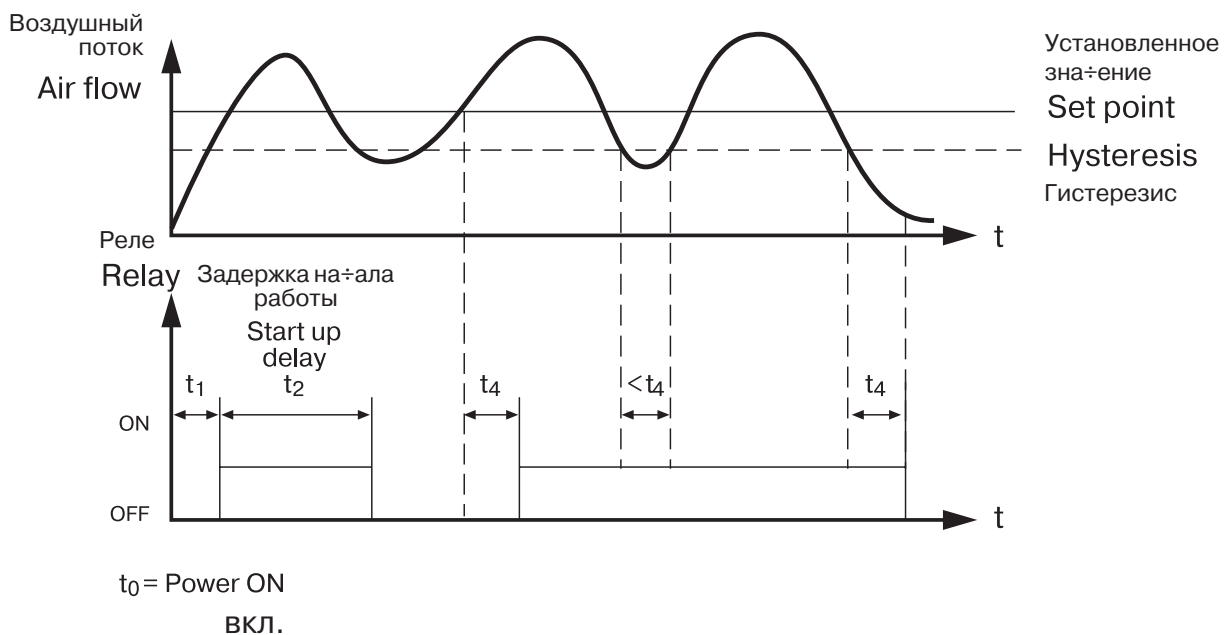 Воздушный
поток
Air flow
Установленное
зна÷ение
Set point
Hysteresis
Гистерезис
t
Реле
Relay
Задержка на÷ала
работы
Start up
delay
t1
t2
t4
<t4
t4
ON
OFF
t
t0 = Power ON
ВКЛ.